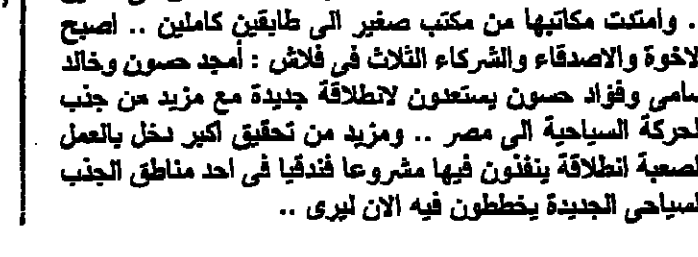 . وامتدت مكاتبها من مكتب صغير الى طابقين كاملين .. اصبح
لاخوة والاصدقاء والشركاء الثلاث فى فلاش : أمجد حسون وخالد
سامى وفؤاد حسون يستعدون لانطلاقة جديدة مع مزيد من جذب
لحركة السياحية الى مصر .. ومزيد من تحقيق اكبر دخل بالعمل
لصعبة انطلاقة ينفذون فيها مشروعا فندقيا فى احد مناطق الجذب
لسياحى الجديدة يخططون فيه الان ليرى ..